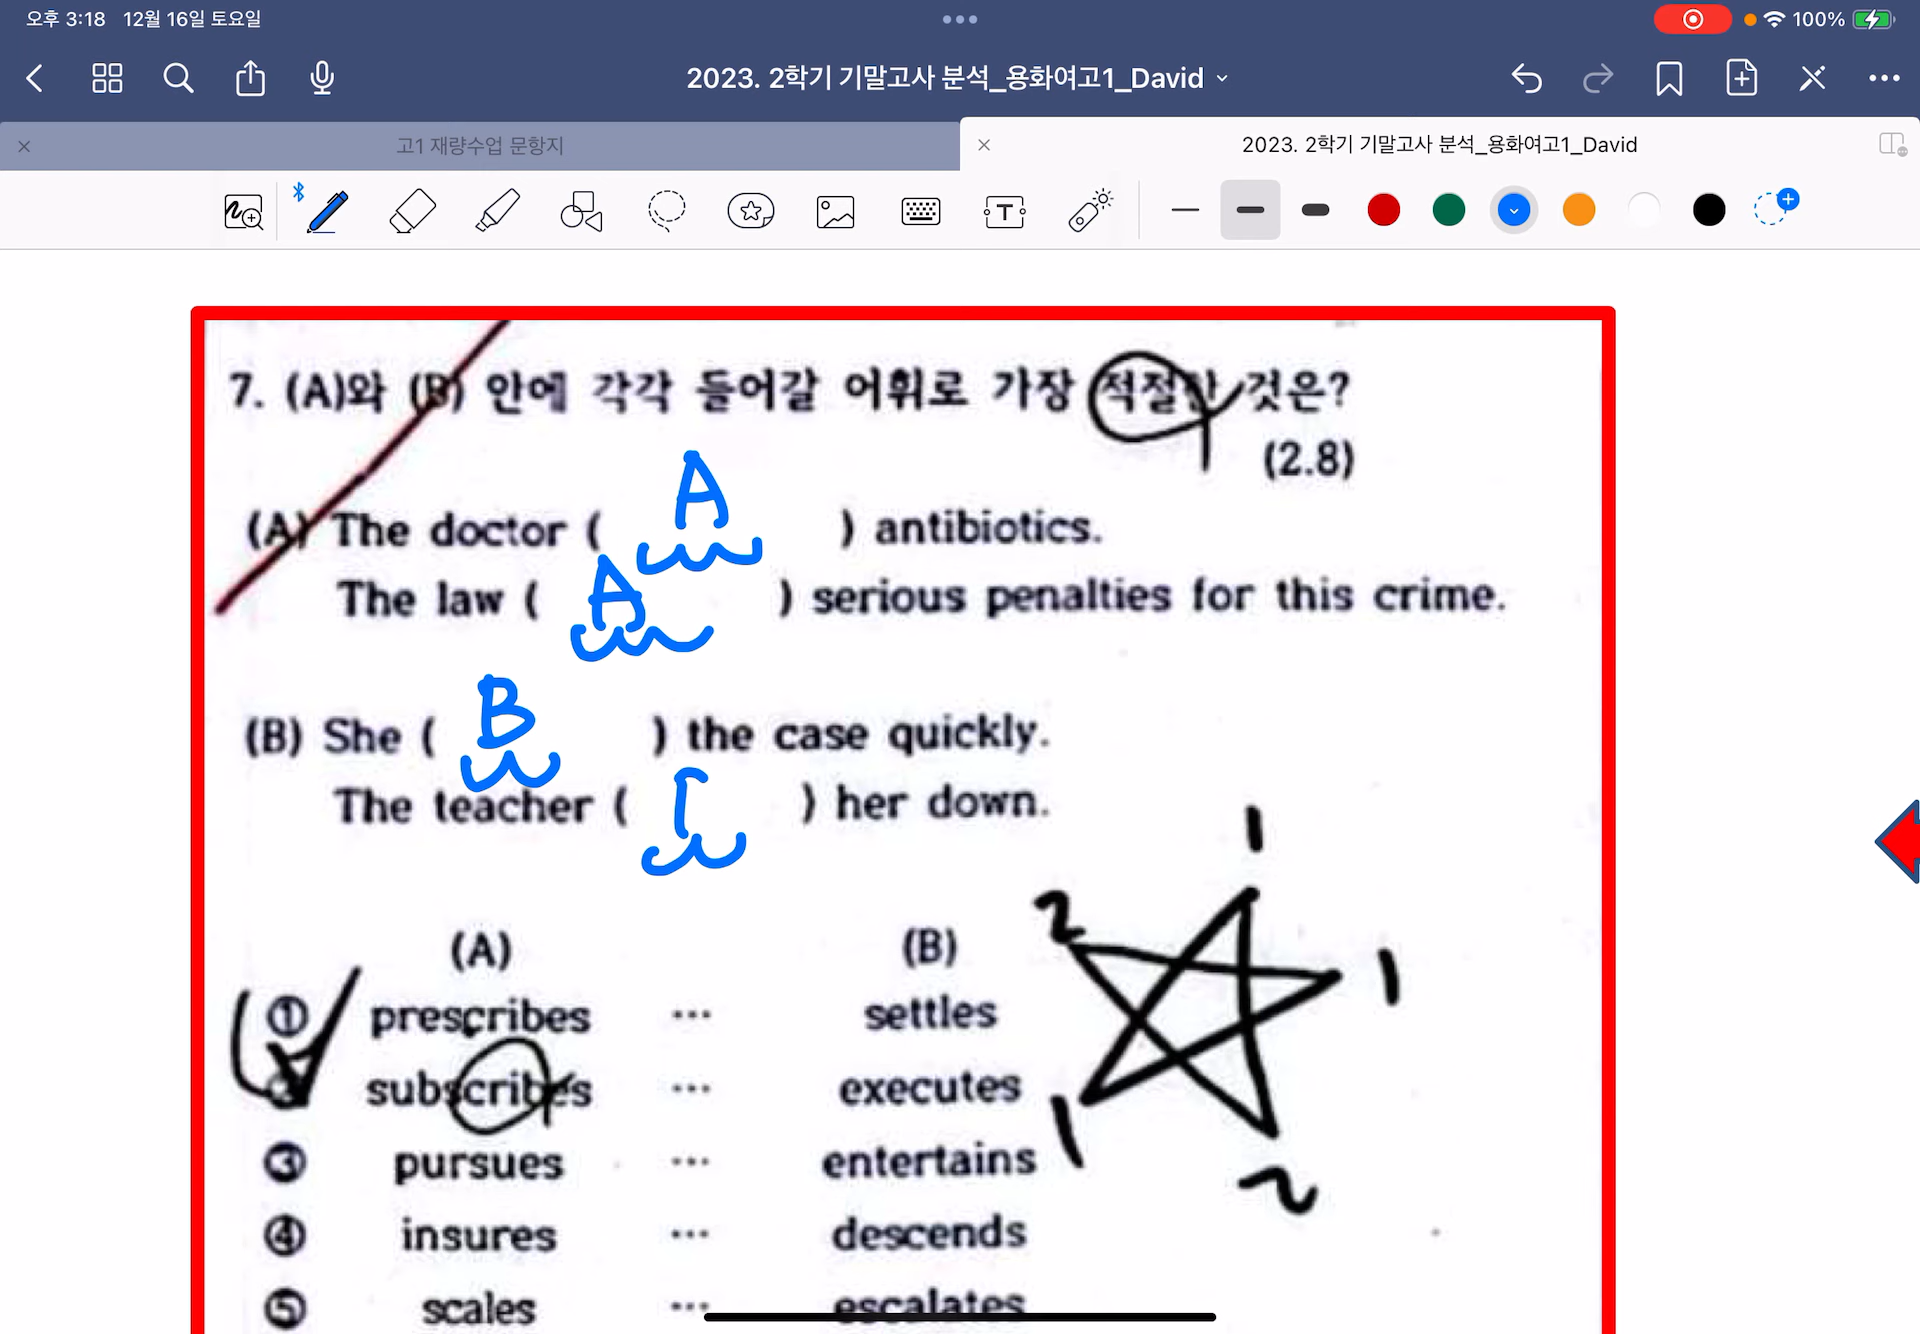 오후 3:18 12월 16일 토요일
100%
2023. 2학기 기말고사 분석_용화여고1_David
고1 재량수업 문항지
2023. 2학기 기말고사 분석_용화여고1_David
7. (A)와 (B) 안에 각각 들어갈 어휘로 가장 적절한 것은?
(2.8)
A
(A) The doctor ( ) antibiotics.
A
The law ( ) serious penalties for this crime.
B
(B) She ( ) the case quickly.
The teacher ( ) her down.
1
2
1
(A) (B)
① prescribes ··· settles
② subscribes ··· executes
1
③ pursues ··· entertains
2
④ insures ··· descends
⑤ scales ··· escalates